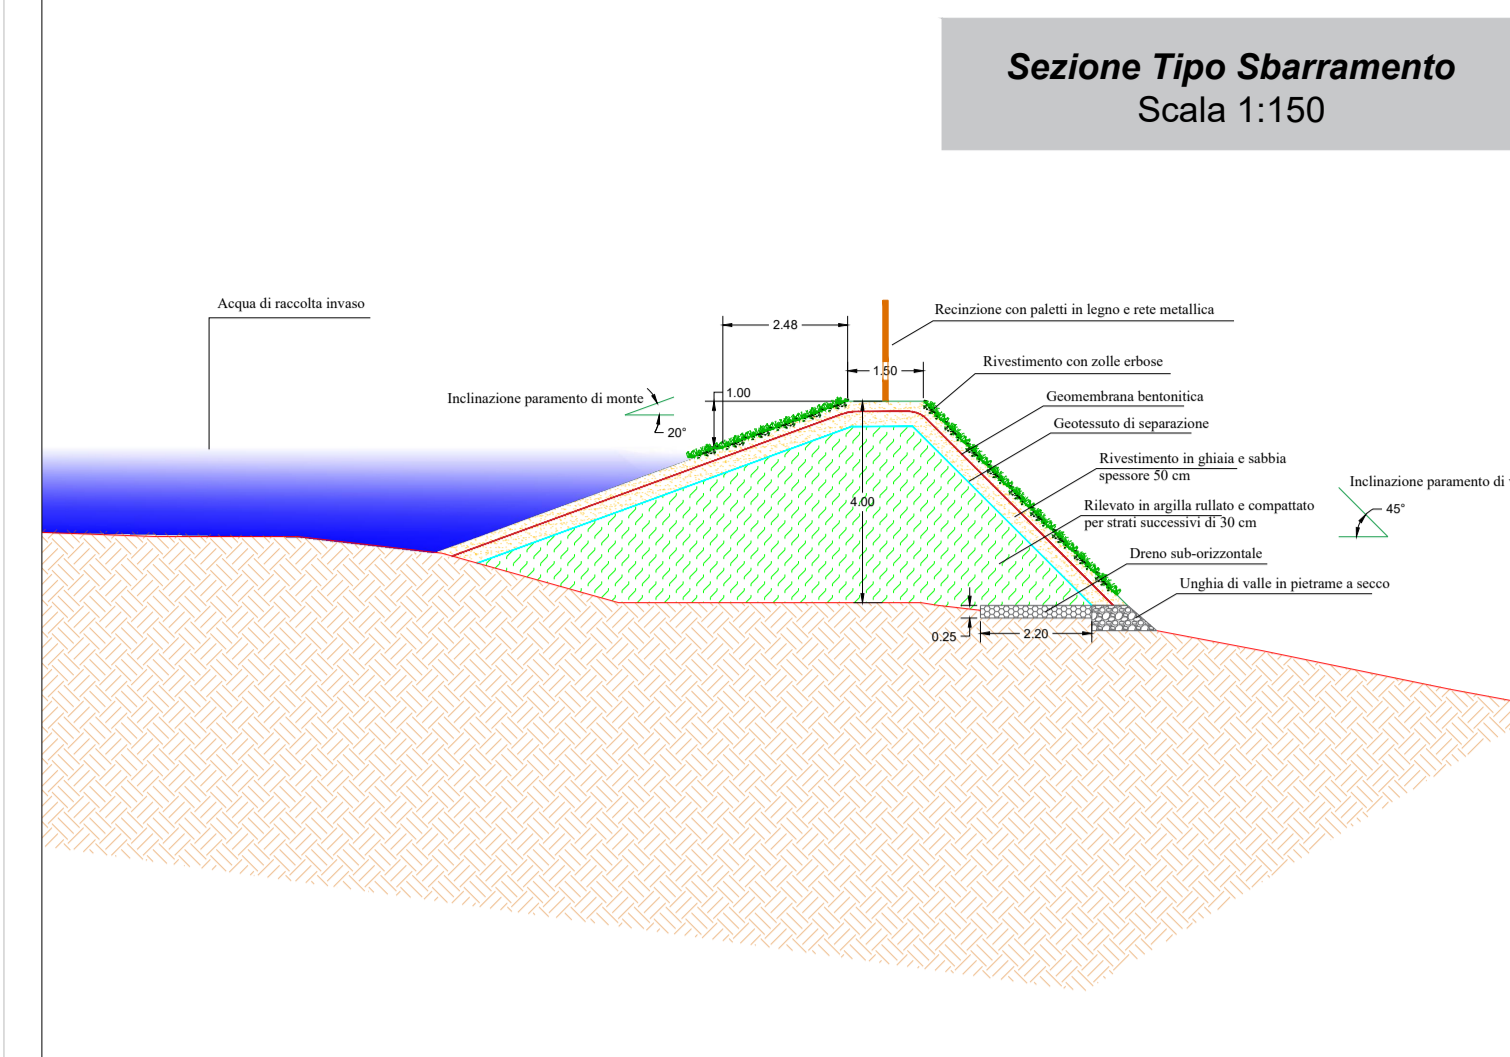 Sezione Tipo Sbarramento
Scala 1:150
Acqua di raccolta invaso
Recinzione con paletti in legno e rete metallica
2.48
1.50
Rivestimento con zolle erbose
Inclinazione paramento di monte
1.00
20°
Geomembrana bentonitica
Geotessuto di separazione
Rivestimento in ghiaia e sabbia
spessore 50 cm
Inclinazione paramento di
45°
4.00
Rilevato in argilla rullato e compattato
per strati successivi di 30 cm
Dreno sub-orizzontale
Unghia di valle in pietrame a secco
0.25
2.20